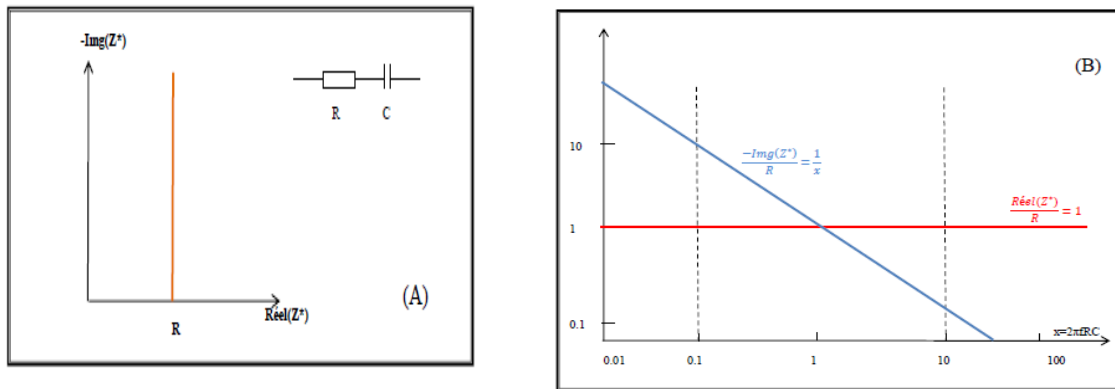 -Img(Z*)
R
C
(A)
Réel(Z*)
R
(B)
10
1
0.1
-Img(Z*)/R = 1/x
Réel(Z*)/R = 1
x=2πfRC
0.01
0.1
1
10
100